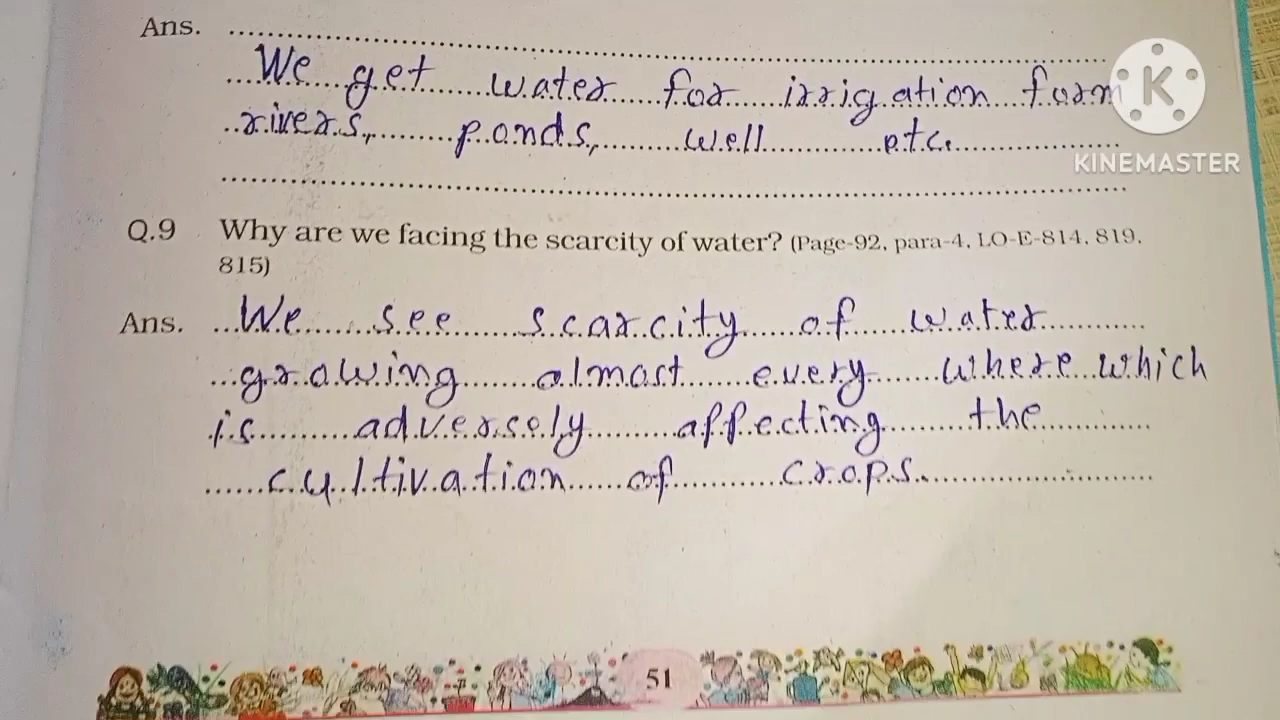 Ans.
We get water for irrigation form
rivers, ponds, well etc.
Q.9 Why are we facing the scarcity of water? (Page-92, para-4, LO-E-814, 819,
815)
Ans. We see scarcity of water
growing almost every where which
is adversely affecting the
cultivation of crops.
51
K
KINEMASTER